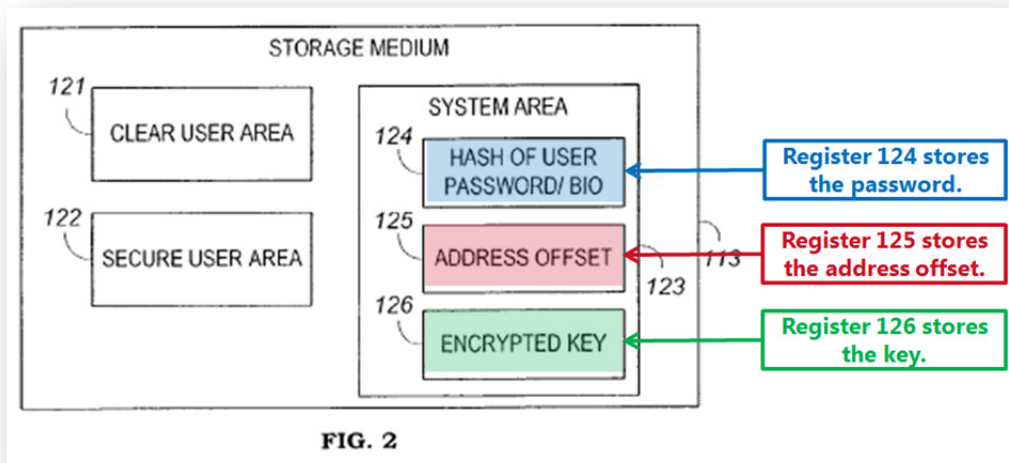 STORAGE MEDIUM
121
CLEAR USER AREA
122
SECURE USER AREA
SYSTEM AREA
124
HASH OF USER
PASSWORD/ BIO
125
ADDRESS OFFSET
123
113
126
ENCRYPTED KEY
Register 124 stores
the password.
Register 125 stores
the address offset.
Register 126 stores
the key.
FIG. 2